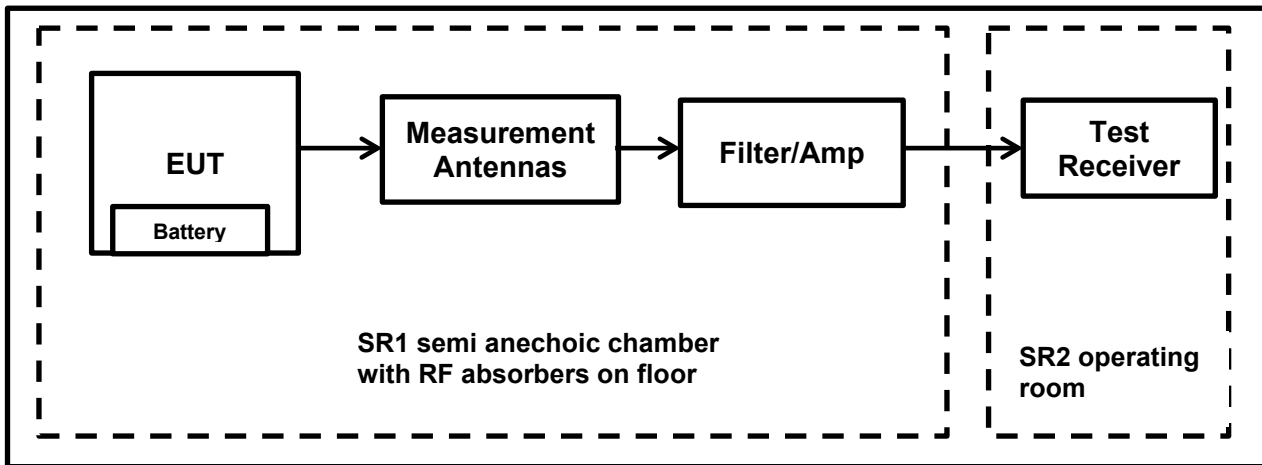 EUT
Battery
Measurement
Antennas
Filter/Amp
Test
Receiver
SR1 semi anechoic chamber
with RF absorbers on floor
SR2 operating
room